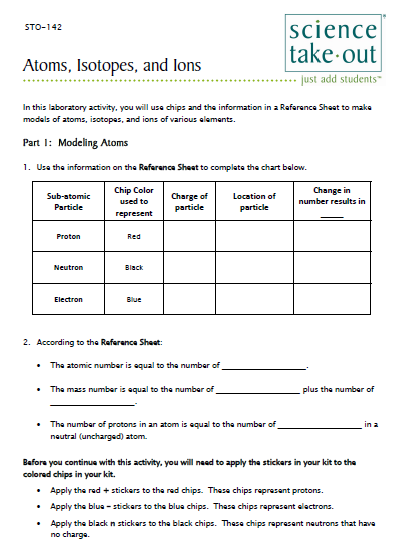 STO-142
science
take·out®
just add students™
Atoms, Isotopes, and Ions
In this laboratory activity, you will use chips and the information in a Reference Sheet to make
models of atoms, isotopes, and ions of various elements.
Part 1: Modeling Atoms
1. Use the information on the Reference Sheet to complete the chart below.
Sub-atomic Particle | Chip Color used to represent | Charge of particle | Location of particle | Change in number results in _____
Proton | Red
Neutron | Black
Electron | Blue
2. According to the Reference Sheet:
• The atomic number is equal to the number of _________________.
• The mass number is equal to the number of _________________ plus the number of
_________________.
• The number of protons in an atom is equal to the number of _________________ in a
neutral (uncharged) atom.
Before you continue with this activity, you will need to apply the stickers in your kit to the
colored chips in your kit.
• Apply the red + stickers to the red chips. These chips represent protons.
• Apply the blue – stickers to the blue chips. These chips represent electrons.
• Apply the black n stickers to the black chips. These chips represent neutrons that have
no charge.